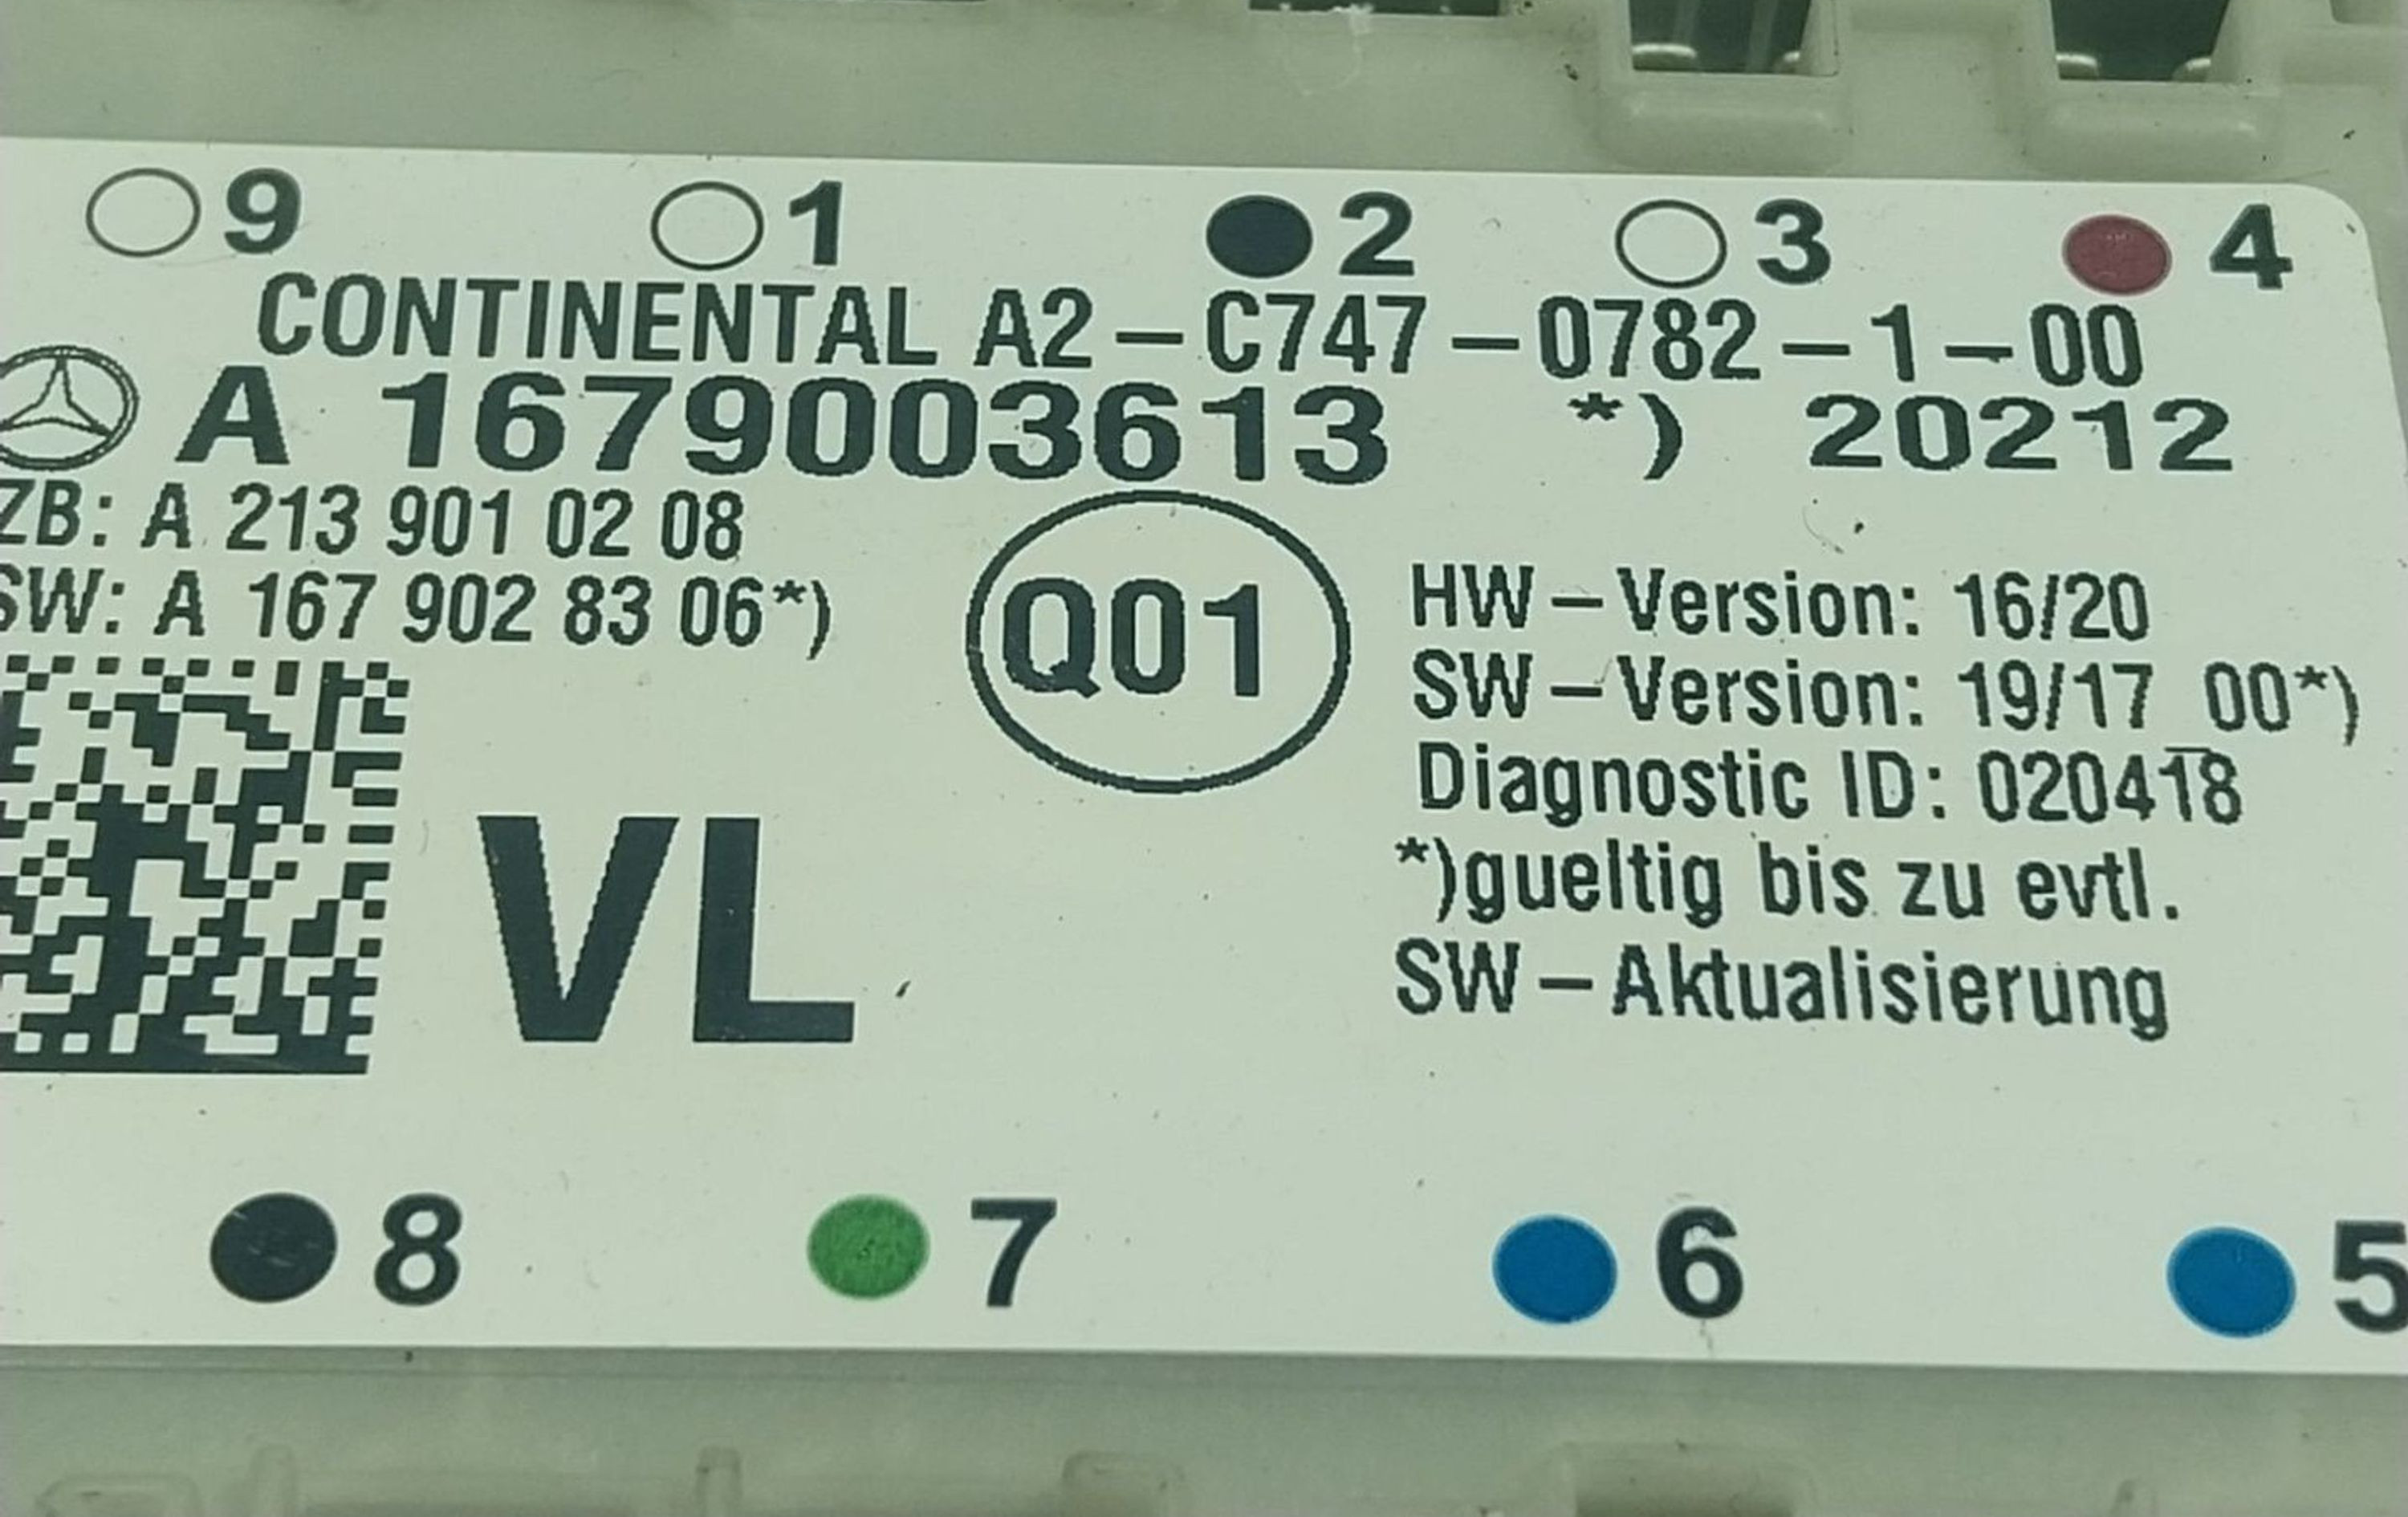 9 1 2 3 4
CONTINENTAL A2-C747-0782-1-00
A 1679003613 *) 20212
ZB: A 213 901 02 08
SW: A 167 902 83 06*)
Q01
HW-Version: 16/20
SW-Version: 19/17_00*)
Diagnostic ID: 020418
*)gueltig bis zu evtl.
SW-Aktualisierung
VL
8 7 6 5